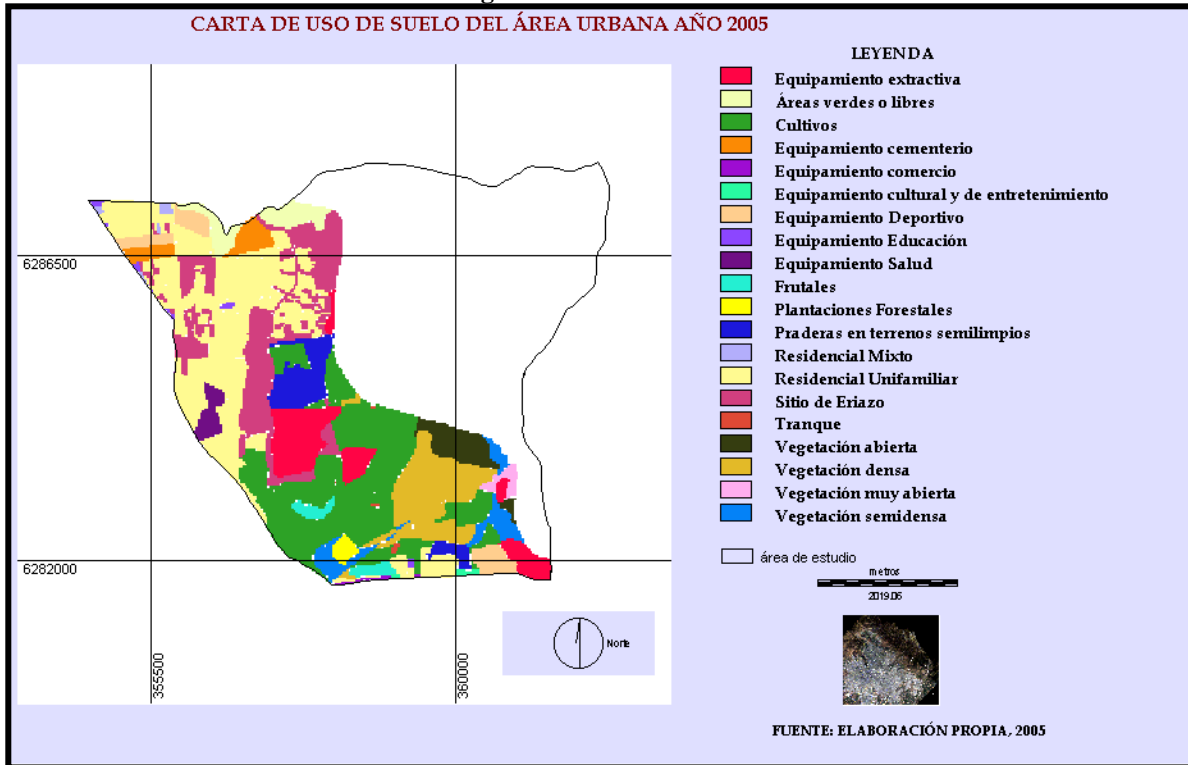 CARTA DE USO DE SUELO DEL ÁREA URBANA AÑO 2005
LEYENDA
Equipamiento extractiva
Áreas verdes o libres
Cultivos
Equipamiento cementerio
Equipamiento comercio
Equipamiento cultural y de entretenimiento
Equipamiento Deportivo
Equipamiento Educación
Equipamiento Salud
Frutales
Plantaciones Forestales
Praderas en terrenos semilimpios
Residencial Mixto
Residencial Unifamiliar
Sitio de Eriazo
Tranque
Vegetación abierta
Vegetación densa
Vegetación muy abierta
Vegetación semidensa
área de estudio
metros
2019.06
6286500
6282000
355500
360000
Norte
FUENTE: ELABORACIÓN PROPIA, 2005